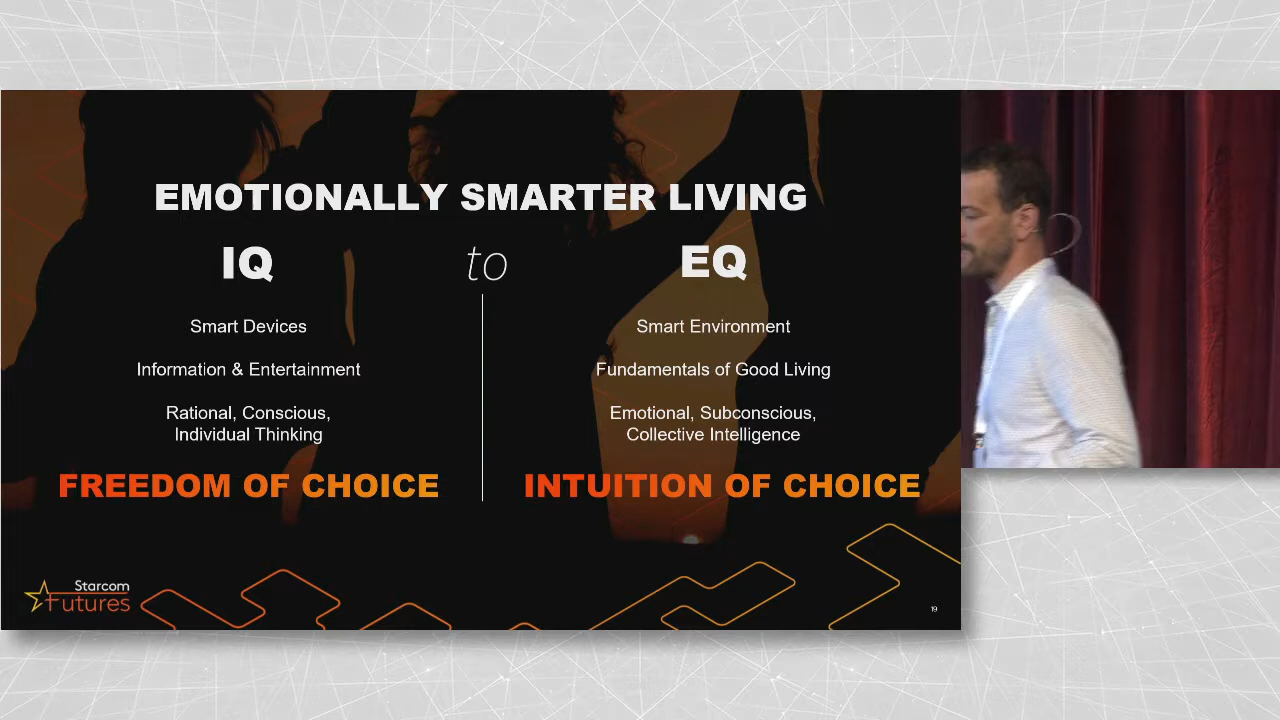 EMOTIONALLY SMARTER LIVING
IQ
to
EQ
Smart Devices
Information & Entertainment
Rational, Conscious,
Individual Thinking
FREEDOM OF CHOICE
Smart Environment
Fundamentals of Good Living
Emotional, Subconscious,
Collective Intelligence
INTUITION OF CHOICE
Starcom
Futures
19